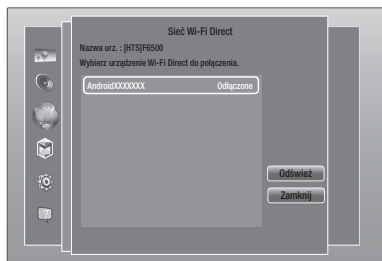 Sieć Wi-Fi Direct
Nazwa urz. : [HTS]F6500
Wybierz urządzenie Wi-Fi Direct do połączenia.
AndroidXXXXXXX Odłączone
Odśwież
Zamknij